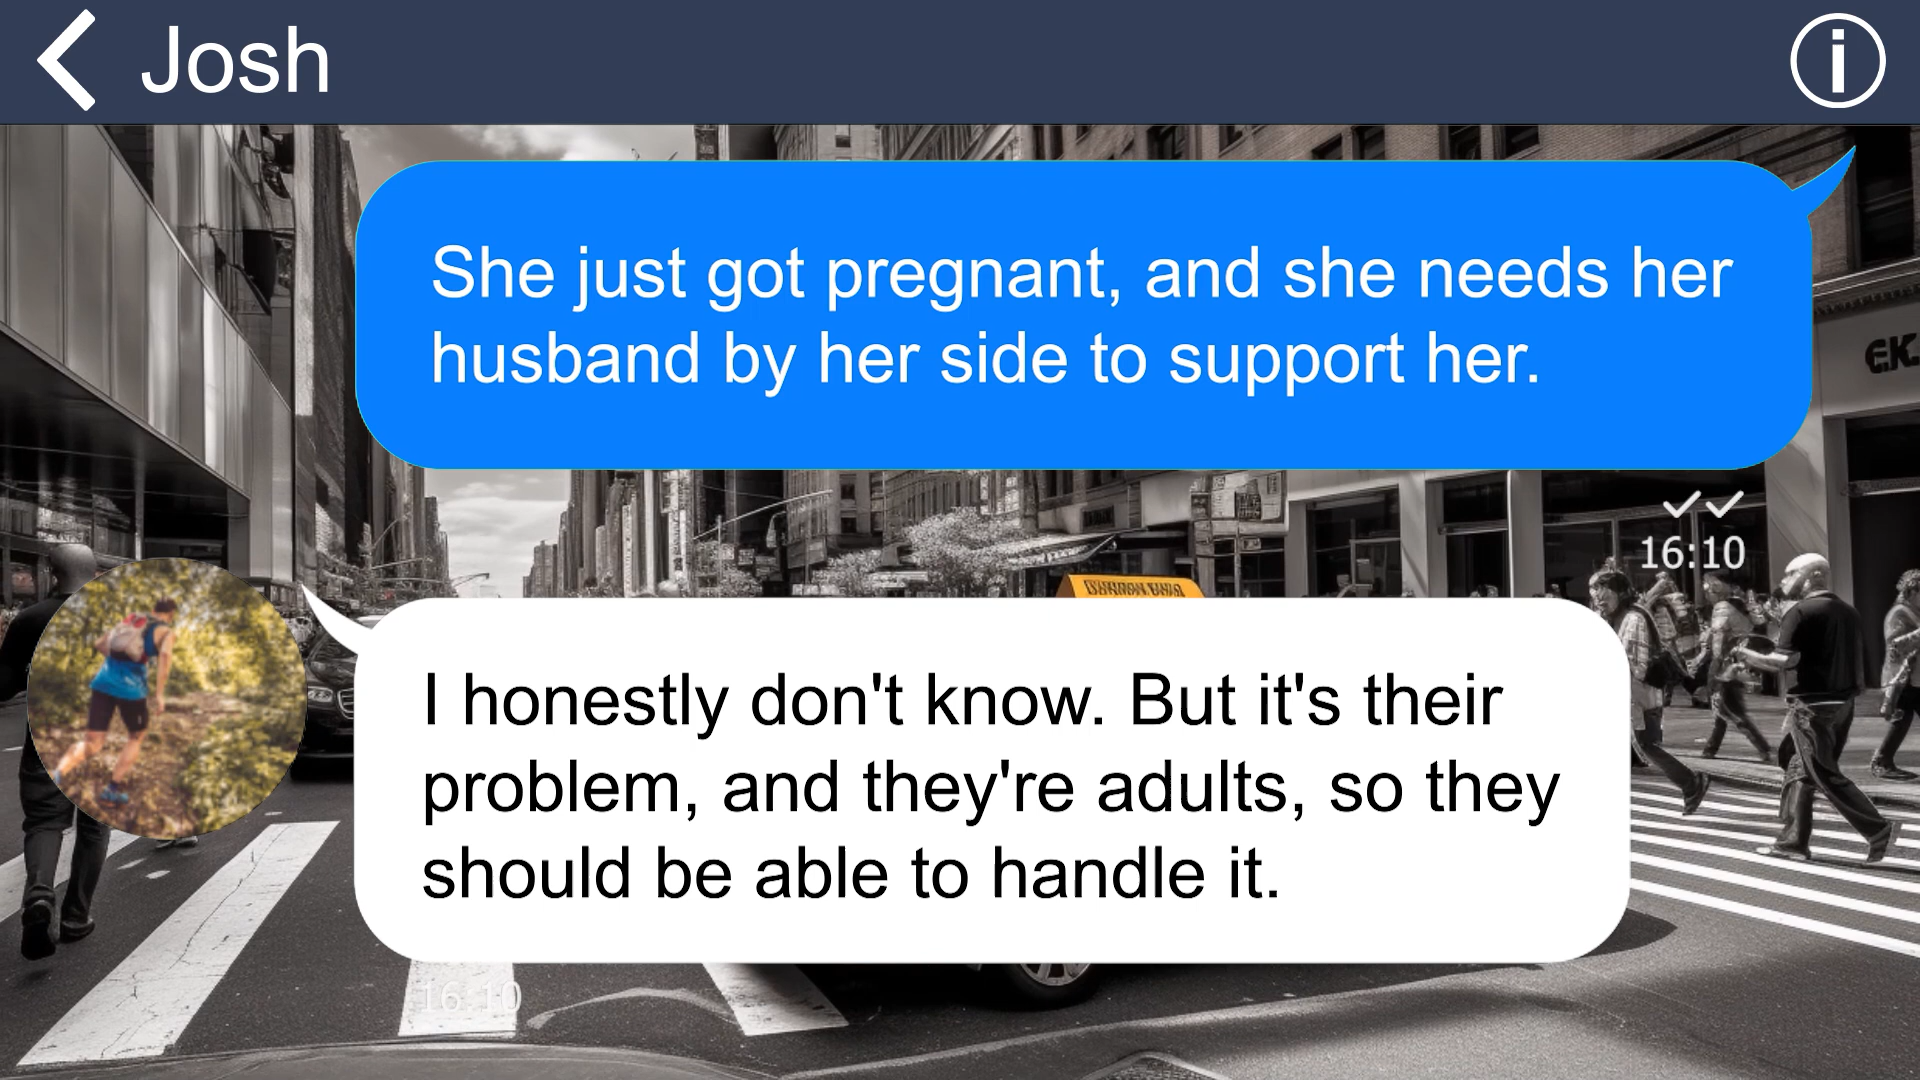 Josh
She just got pregnant, and she needs her
husband by her side to support her.
16:10
I honestly don't know. But it's their
problem, and they're adults, so they
should be able to handle it.
16:10